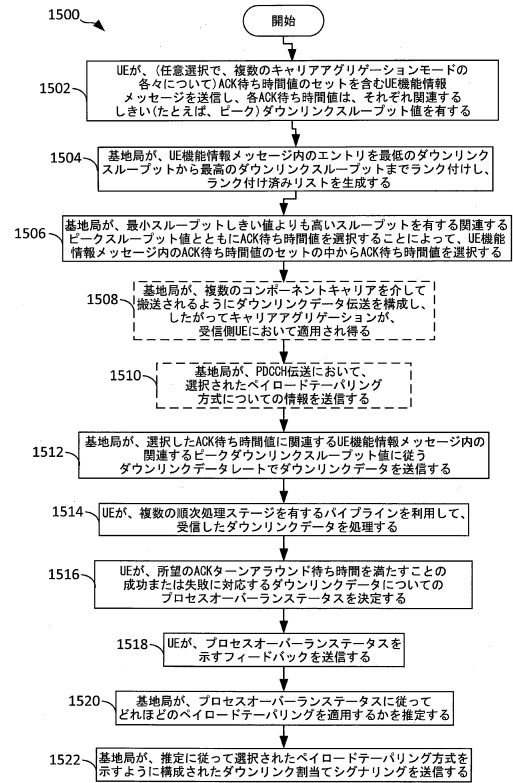 1500
開始
1502
UEが、(任意選択で、複数のキャリアアグリゲーションモードの
各々について)ACK待ち時間値のセットを含むUE機能情報
メッセージを送信し、各ACK待ち時間値は、それぞれ関連する
しきい(たとえば、ピーク)ダウンリンクスループット値を有する
1504
基地局が、UE機能情報メッセージ内のエントリを最低のダウンリンク
スループットから最高のダウンリンクスループットまでランク付けし、
ランク付け済みリストを生成する
1506
基地局が、最小スループットしきい値よりも高いスループットを有する関連する
ピークスループット値とともにACK待ち時間値を選択することによって、UE機能
情報メッセージ内のACK待ち時間値のセットの中からACK待ち時間値を選択する
1508
基地局が、複数のコンポーネントキャリアを介して
搬送されるようにダウンリンクデータ伝送を構成し、
したがってキャリアアグリゲーションが、
受信側UEにおいて適用され得る
1510
基地局が、PDCCH伝送において、
選択されたペイロードテーパリング
方式についての情報を送信する
1512
基地局が、選択したACK待ち時間値に関連するUE機能情報メッセージ内の
関連するピークダウンリンクスループット値に従う
ダウンリンクデータレートでダウンリンクデータを送信する
1514
UEが、複数の順次処理ステージを有するパイプラインを利用して、
受信したダウンリンクデータを処理する
1516
UEが、所望のACKターンアラウンド待ち時間を満たすことの
成功または失敗に対応するダウンリンクデータについての
プロセスオーバーランステータスを決定する
1518
UEが、プロセスオーバーランステータスを
示すフィードバックを送信する
1520
基地局が、プロセスオーバーランステータスに従って
どれほどのペイロードテーパリングを適用するかを推定する
1522
基地局が、推定に従って選択されたペイロードテーパリング方式を
示すように構成されたダウンリンク割当てシグナリングを送信する